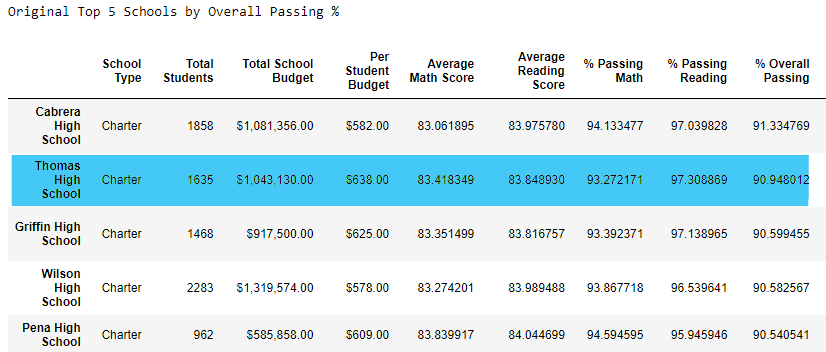 Original Top 5 Schools by Overall Passing %
School Type Total Students Total School Budget Per Student Budget Average Math Score Average Reading Score % Passing Math % Passing Reading % Overall Passing
Cabrera High School Charter 1858 $1,081,356.00 $582.00 83.061895 83.975780 94.133477 97.039828 91.334769
Thomas High School Charter 1635 $1,043,130.00 $638.00 83.418349 83.848930 93.272171 97.308869 90.948012
Griffin High School Charter 1468 $917,500.00 $625.00 83.351499 83.816757 93.392371 97.138965 90.599455
Wilson High School Charter 2283 $1,319,574.00 $578.00 83.274201 83.989488 93.867718 96.539641 90.582567
Pena High School Charter 962 $585,858.00 $609.00 83.839917 84.044699 94.594595 95.945946 90.540541